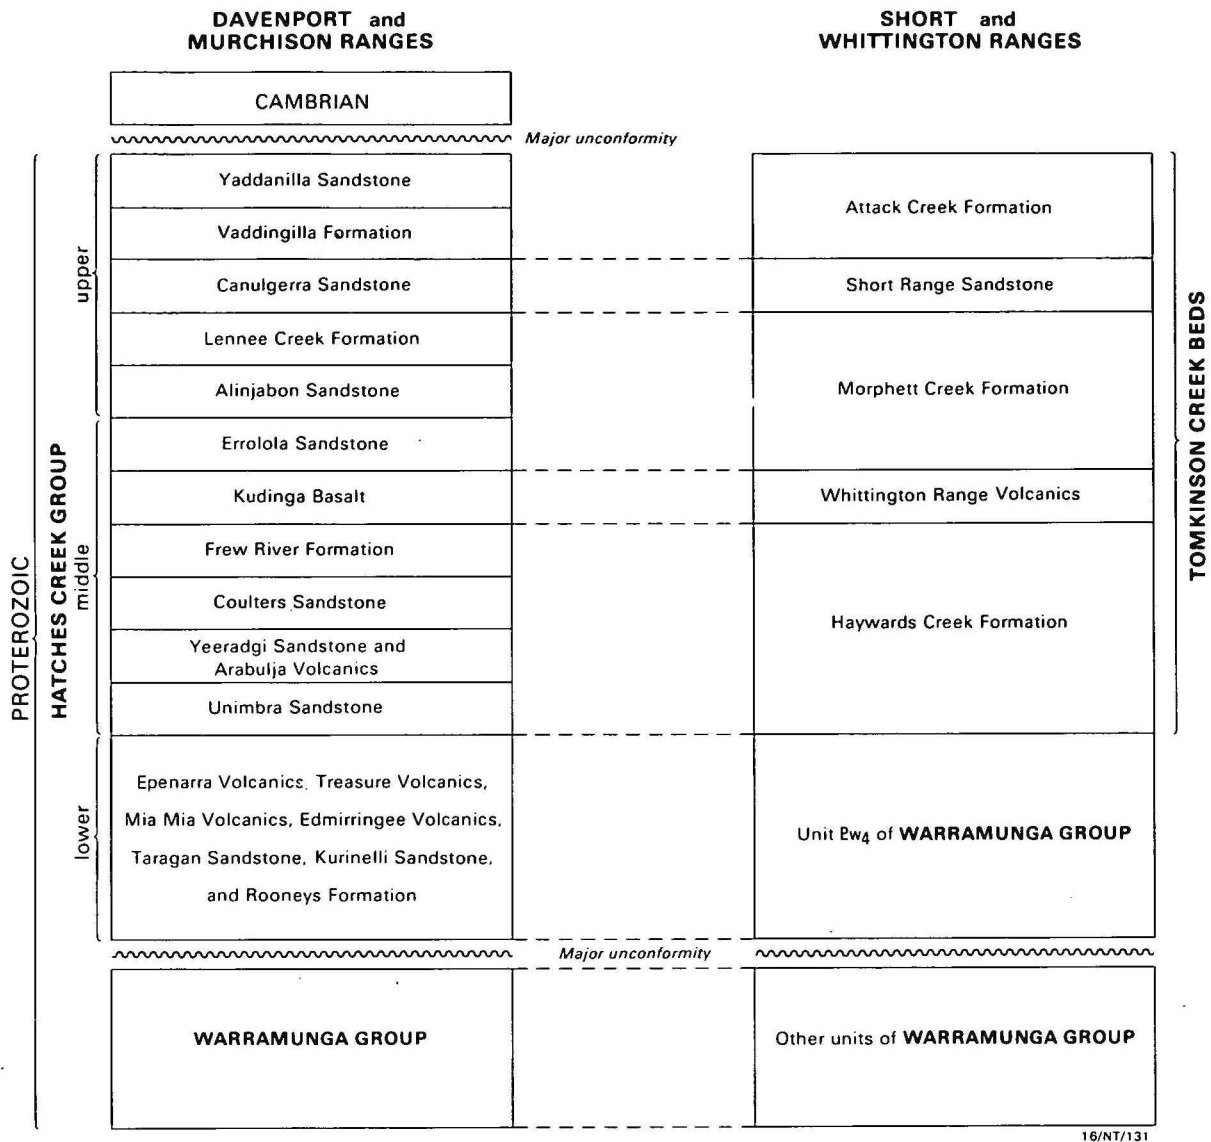 DAVENPORT and
MURCHISON RANGES
SHORT and
WHITTINGTON RANGES
CAMBRIAN
Major unconformity
PROTEROZOIC
HATCHES CREEK GROUP
upper
middle
lower
Yaddanilla Sandstone
Vaddingilla Formation
Canulgerra Sandstone
Lennee Creek Formation
Alinjabon Sandstone
Errolola Sandstone
Kudinga Basalt
Frew River Formation
Coulters Sandstone
Yeeradgi Sandstone and
Arabulja Volcanics
Unimbra Sandstone
Epenarra Volcanics, Treasure Volcanics,
Mia Mia Volcanics, Edmirringee Volcanics,
Taragan Sandstone, Kurinelli Sandstone,
and Rooneys Formation
Attack Creek Formation
Short Range Sandstone
Morphett Creek Formation
Whittington Range Volcanics
Haywards Creek Formation
TOMKINSON CREEK BEDS
Unit Ꝑw4 of WARRAMUNGA GROUP
Major unconformity
WARRAMUNGA GROUP
Other units of WARRAMUNGA GROUP
16/NT/131